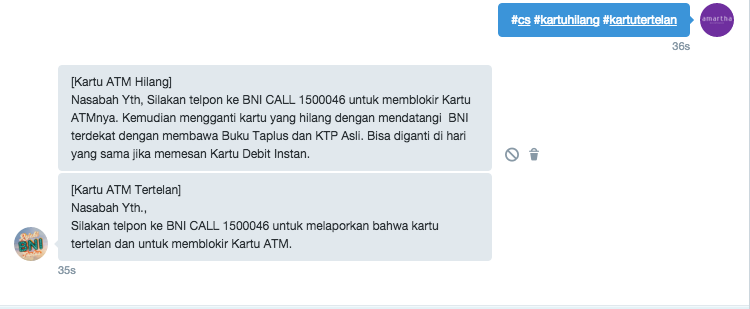 #cs #kartuhilang #kartutertelan
amartha
36s
[Kartu ATM Hilang]
Nasabah Yth, Silakan telpon ke BNI CALL 1500046 untuk memblokir Kartu
ATMnya. Kemudian mengganti kartu yang hilang dengan mendatangi BNI
terdekat dengan membawa Buku Taplus dan KTP Asli. Bisa diganti di hari
yang sama jika memesan Kartu Debit Instan.
[Kartu ATM Tertelan]
Nasabah Yth.,
Silakan telpon ke BNI CALL 1500046 untuk melaporkan bahwa kartu
tertelan dan untuk memblokir Kartu ATM.
BNI
35s